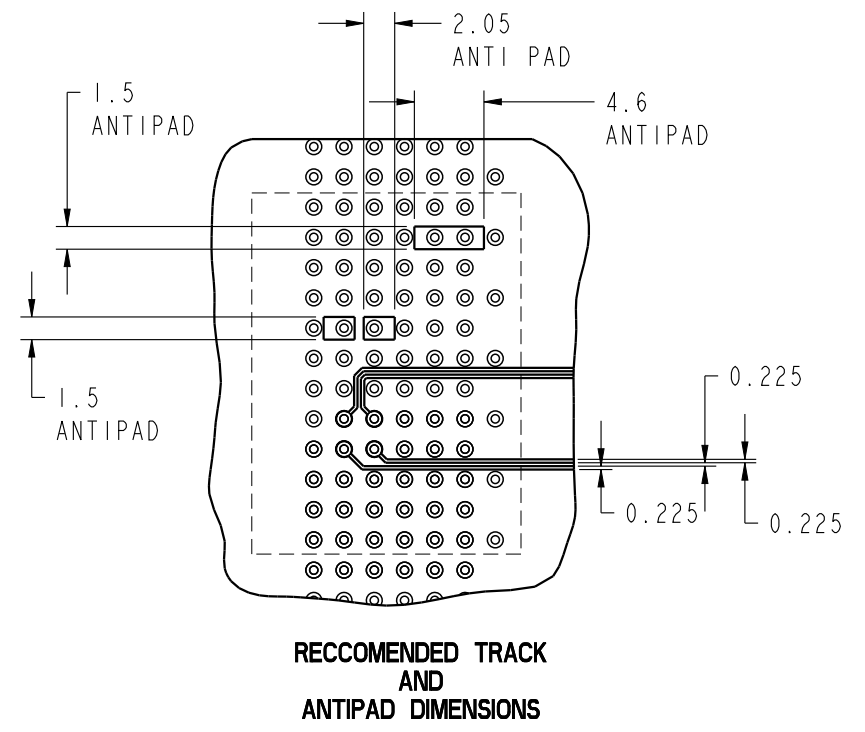 2.05
ANTI PAD
1.5
ANTIPAD
4.6
ANTIPAD
1.5
ANTIPAD
0.225
0.225
0.225
RECCOMENDED TRACK
AND
ANTIPAD DIMENSIONS